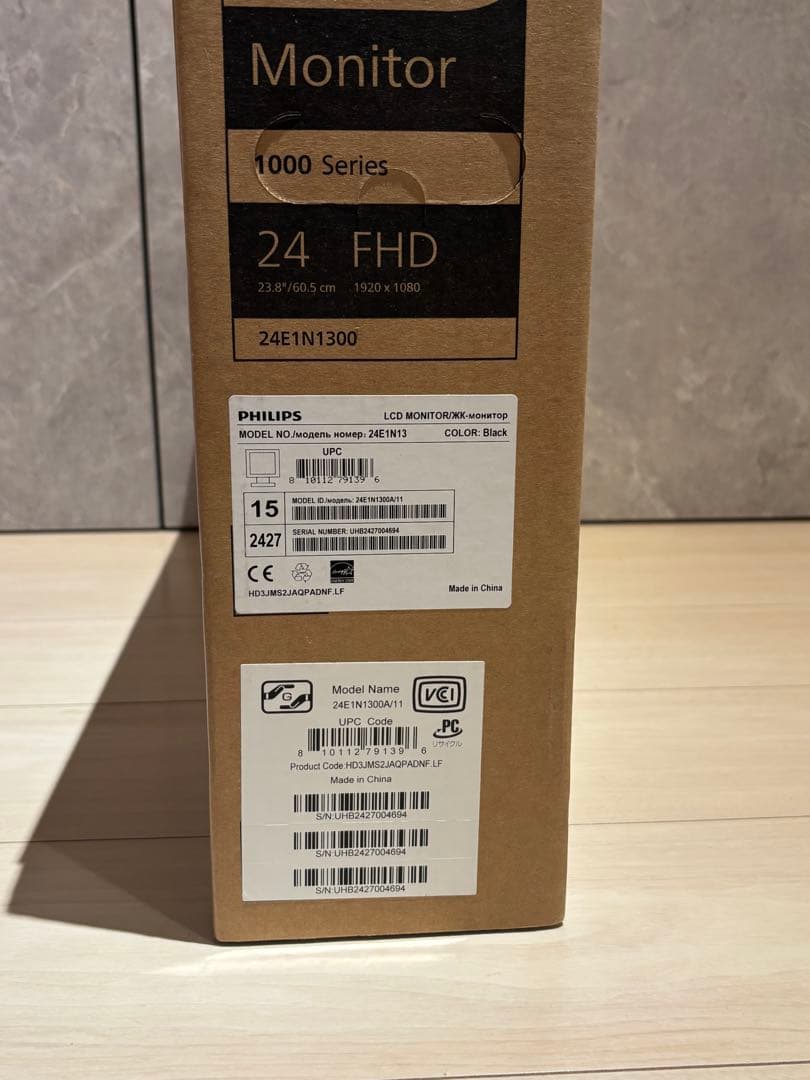 Monitor
1000 Series
24 FHD
23.8"/60.5 cm 1920 x 1080
24E1N1300
PHILIPS LCD MONITOR/ЖК-монитор
MODEL NO./модель номер: 24E1N13 COLOR: Black
UPC
8 10112 79139 6
15 MODEL ID./модель: 24E1N1300A/11
2427 SERIAL NUMBER: UHB2427004694
CE
HD3JMS2JAQPADNF.LF Made in China
G Model Name VCCI
24E1N1300A/11
UPC Code PC
リサイクル
8 10112 79139 6
Product Code:HD3JMS2JAQPADNF.LF
Made in China
S/N:UHB2427004694
S/N:UHB2427004694
S/N:UHB2427004694